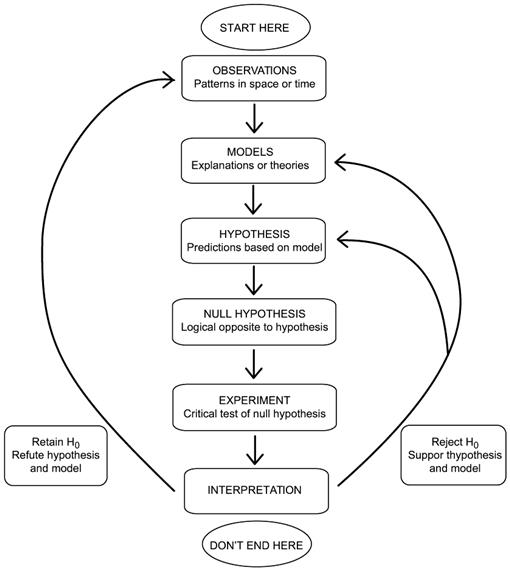 START HERE
OBSERVATIONS
Patterns in space or time
MODELS
Explanations or theories
HYPOTHESIS
Predictions based on model
NULL HYPOTHESIS
Logical opposite to hypothesis
EXPERIMENT
Critical test of null hypothesis
Retain H₀
Refute hypothesis
and model
Reject H₀
Suppor thypothesis
and model
INTERPRETATION
DON'T END HERE